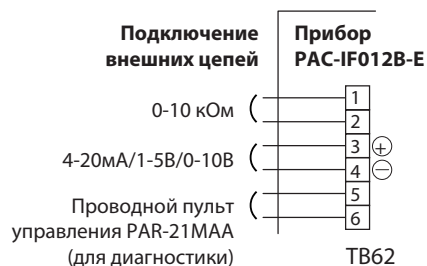 Подключение
внешних цепей
Прибор
PAC-IF012B-E
0-10 кОм
4-20мА/1-5В/0-10В
Проводной пульт
управления PAR-21MAA
(для диагностики)
1
2
3 +
4 −
5
6
TB62